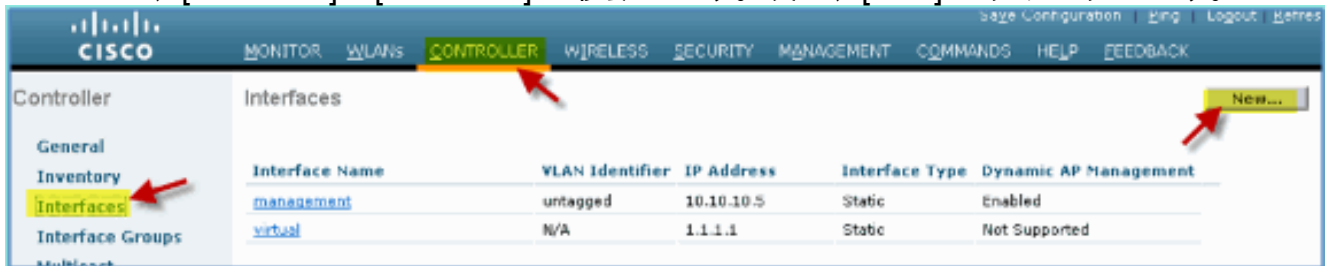 Save Configuration | Ping | Logout | Refres
CISCO
MONITOR WLANs CONTROLLER WIRELESS SECURITY MANAGEMENT COMMANDS HELP FEEDBACK
Controller
Interfaces
New...
General
Inventory
Interfaces
Interface Groups
Interface Name VLAN Identifier IP Address Interface Type Dynamic AP Management
management untagged 10.10.10.5 Static Enabled
virtual N/A 1.1.1.1 Static Not Supported